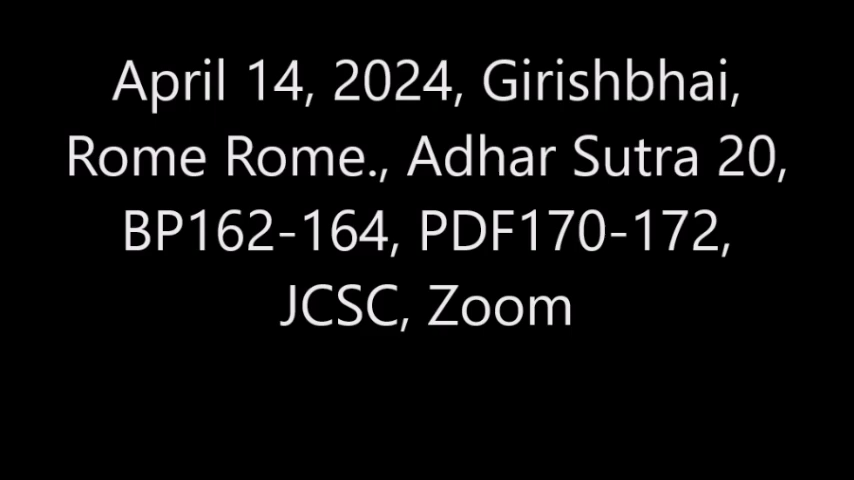 April 14, 2024, Girishbhai,
Rome Rome., Adhar Sutra 20,
BP162-164, PDF170-172,
JCSC, Zoom